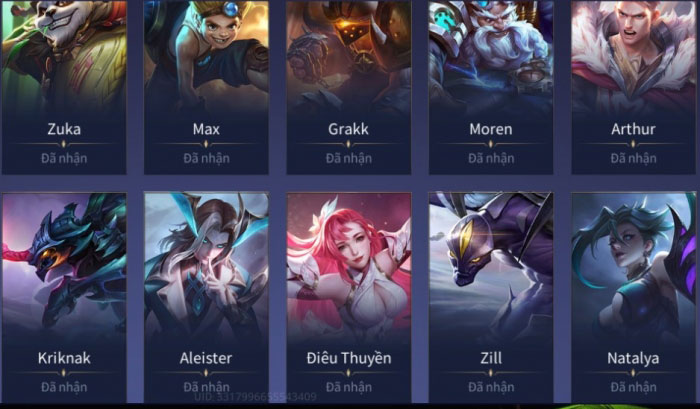 Zuka Max Grakk Moren Arthur
Đã nhận Đã nhận Đã nhận Đã nhận Đã nhận
Kriknak Aleister Điêu Thuyền Zill Natalya
Đã nhận Đã nhận Đã nhận Đã nhận Đã nhận
UID: 3317996655543409